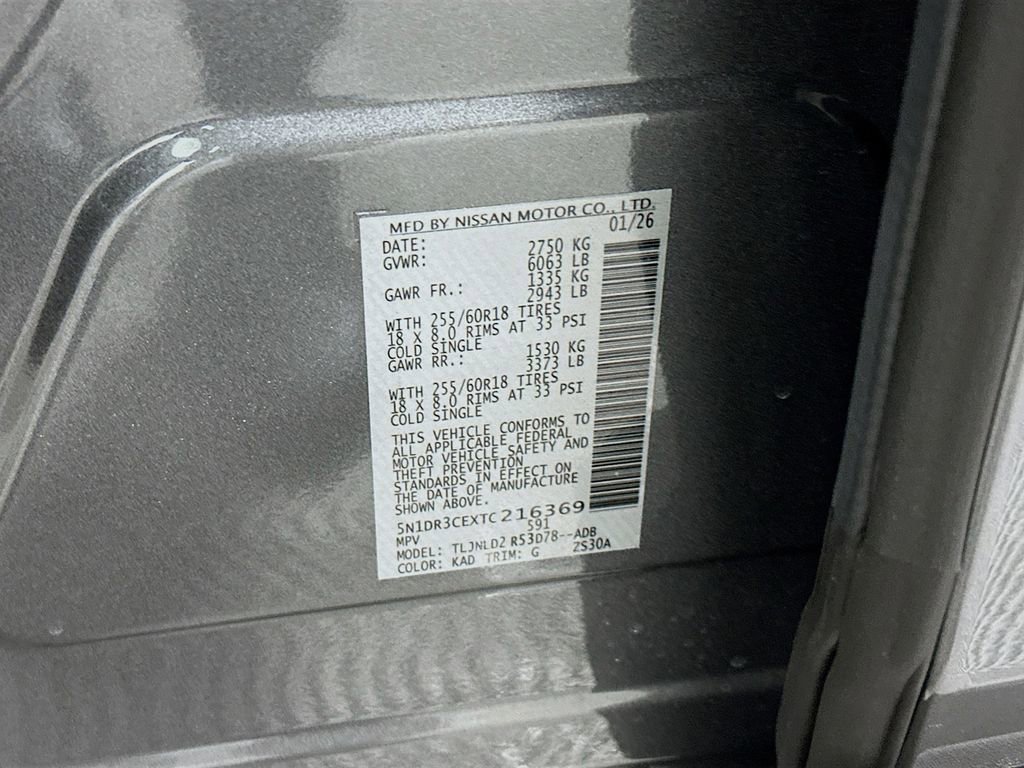 MFD BY NISSAN MOTOR CO., LTD.
01/26
DATE:
2750 KG
GVWR:
6063 LB
1335 KG
GAWR FR.:
2943 LB
WITH 255/60R18 TIRES
18 X 8.0 RIMS AT 33 PSI
COLD SINGLE
1530 KG
GAWR RR.:
3373 LB
WITH 255/60R18 TIRES
18 X 8.0 RIMS AT 33 PSI
COLD SINGLE
THIS VEHICLE CONFORMS TO
ALL APPLICABLE FEDERAL
MOTOR VEHICLE SAFETY AND
THEFT PREVENTION
STANDARDS IN EFFECT ON
THE DATE OF MANUFACTURE
SHOWN ABOVE.
5N1DR3CEXTC216369
MPV 591
MODEL: TLJNLD2 R53D78--ADB
COLOR: KAD TRIM: G ZS30A